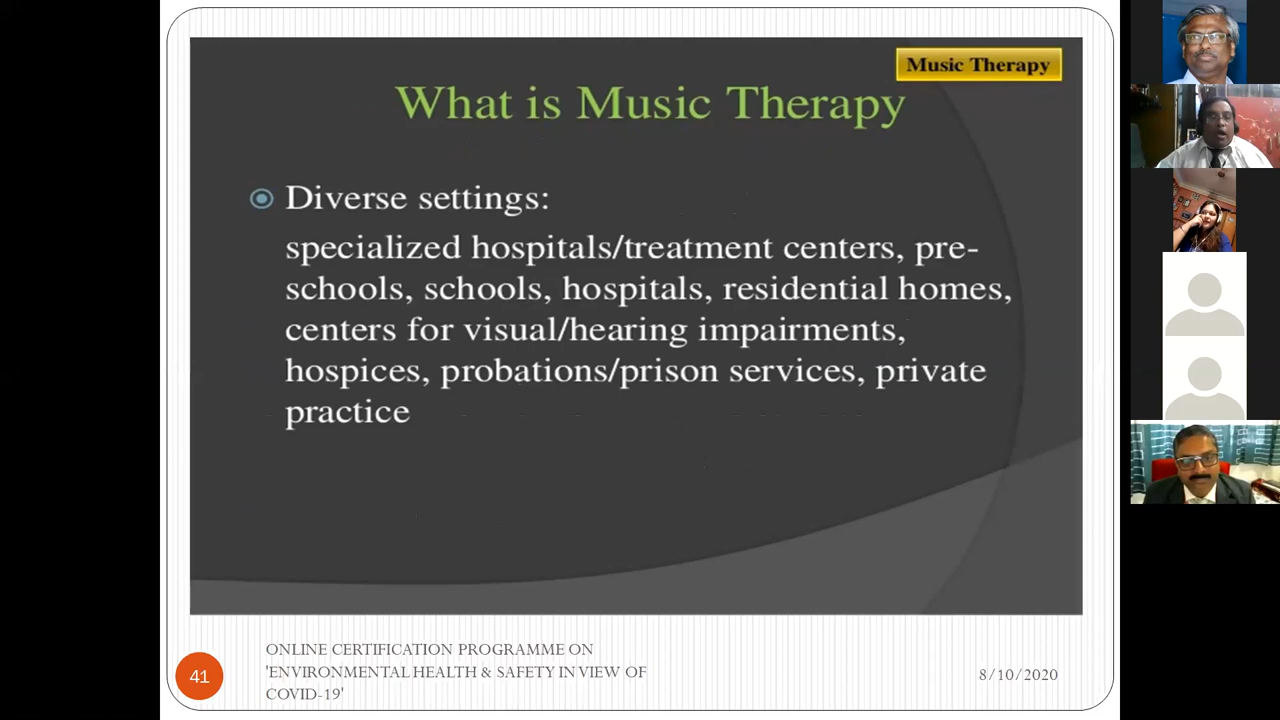 Music Therapy
What is Music Therapy
Diverse settings:
specialized hospitals/treatment centers, pre-
schools, schools, hospitals, residential homes,
centers for visual/hearing impairments,
hospices, probations/prison services, private
practice
ONLINE CERTIFICATION PROGRAMME ON
'ENVIRONMENTAL HEALTH & SAFETY IN VIEW OF
COVID-19'
41
8/10/2020